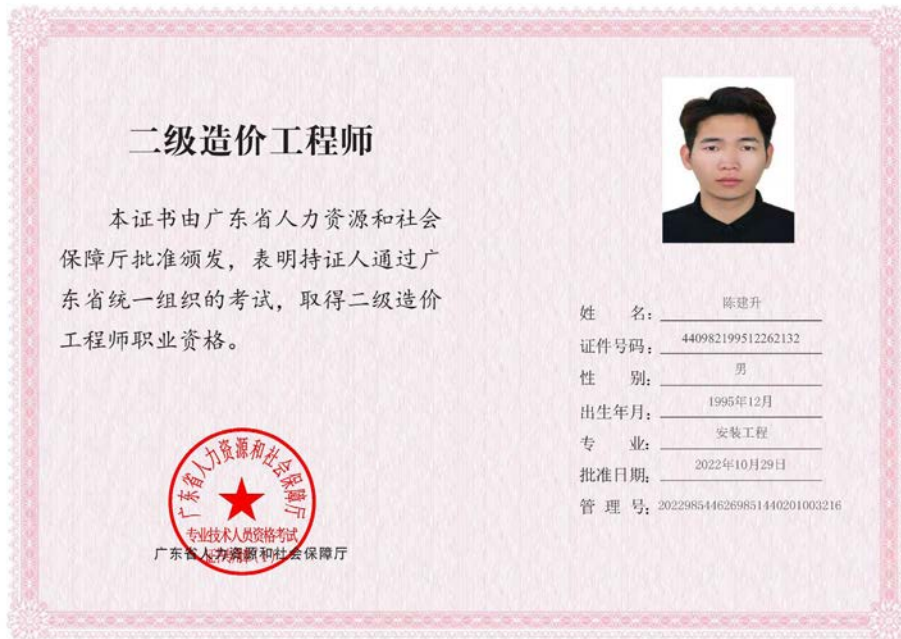 二级造价工程师
本证书由广东省人力资源和社会
保障厅批准颁发，表明持证人通过广
东省统一组织的考试，取得二级造价
工程师职业资格。
广东省人力资源和社会保障厅
专业技术人员资格考试
广东省人力资源和社会保障厅
姓 名：陈建升
证件号码：440982199512262132
性 别：男
出生年月：1995年12月
专 业：安装工程
批准日期：2022年10月29日
管 理 号：2022985446269851440201003216